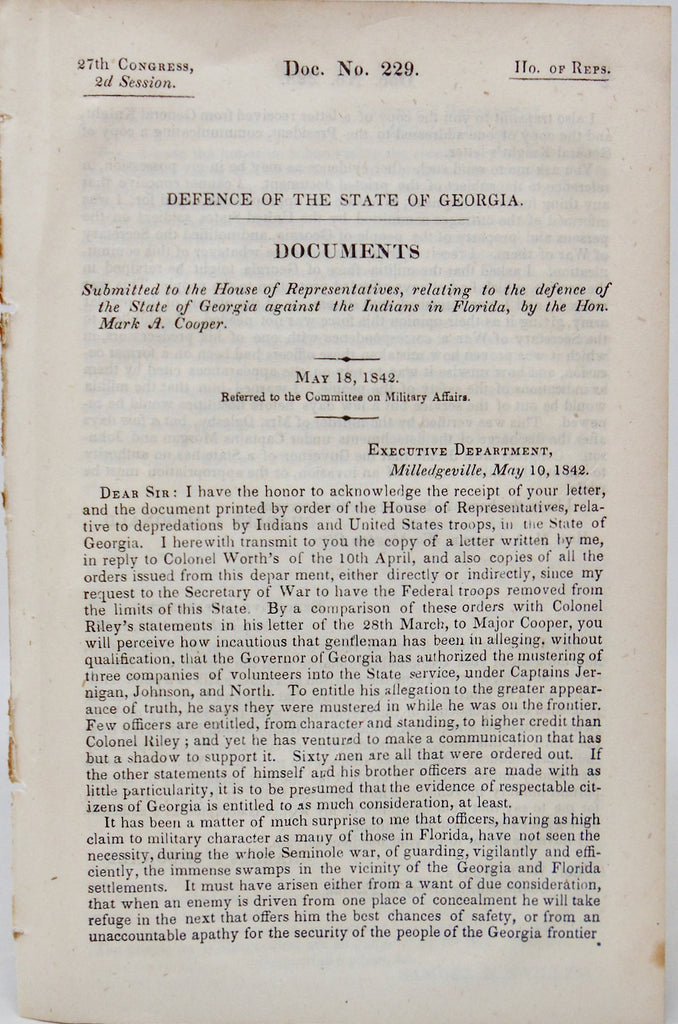 27th Congress,
2d Session.
Doc. No. 229.
Ho. of Reps.
DEFENCE OF THE STATE OF GEORGIA.
DOCUMENTS
Submitted to the House of Representatives, relating to the defence of
the State of Georgia against the Indians in Florida, by the Hon.
Mark A. Cooper.
May 18, 1842.
Referred to the Committee on Military Affairs.
Executive Department,
Milledgeville, May 10, 1842.
Dear Sir: I have the honor to acknowledge the receipt of your letter,
and the document printed by order of the House of Representatives, rela-
tive to depredations by Indians and United States troops, in the State of
Georgia. I herewith transmit to you the copy of a letter written by me,
in reply to Colonel Worth's of the 10th April, and also copies of all the
orders issued from this depar ment, either directly or indirectly, since my
request to the Secretary of War to have the Federal troops removed from
the limits of this State. By a comparison of these orders with Colonel
Riley's statements in his letter of the 28th March, to Major Cooper, you
will perceive how incautious that gentleman has been in alleging, without
qualification, that the Governor of Georgia has authorized the mustering of
three companies of volunteers into the State service, under Captains Jer-
nigan, Johnson, and North. To entitle his allegation to the greater appear-
ance of truth, he says they were mustered in while he was on the frontier.
Few officers are entitled, from character and standing, to higher credit than
Colonel Riley; and yet he has ventured to make a communication that has
but a shadow to support it. Sixty men are all that were ordered out. If
the other statements of himself and his brother officers are made with as
little particularity, it is to be presumed that the evidence of respectable cit-
izens of Georgia is entitled to as much consideration, at least.
It has been a matter of much surprise to me that officers, having as high
claim to military character as many of those in Florida, have not seen the
necessity, during the whole Seminole war, of guarding, vigilantly and effi-
ciently, the immense swamps in the vicinity of the Georgia and Florida
settlements. It must have arisen either from a want of due consideration,
that when an enemy is driven from one place of concealment he will take
refuge in the next that offers him the best chances of safety, or from an
unaccountable apathy for the security of the people of the Georgia frontier.